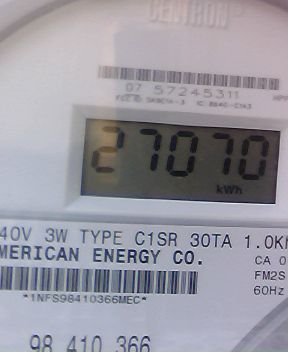 CENTRON®
07 57245311
27070
kWh
40V 3W TYPE C1SR 30TA 1.0K
MERICAN ENERGY CO.
CA 0
FM2S
60Hz
*1NFS98410366MEC*
98 410 366